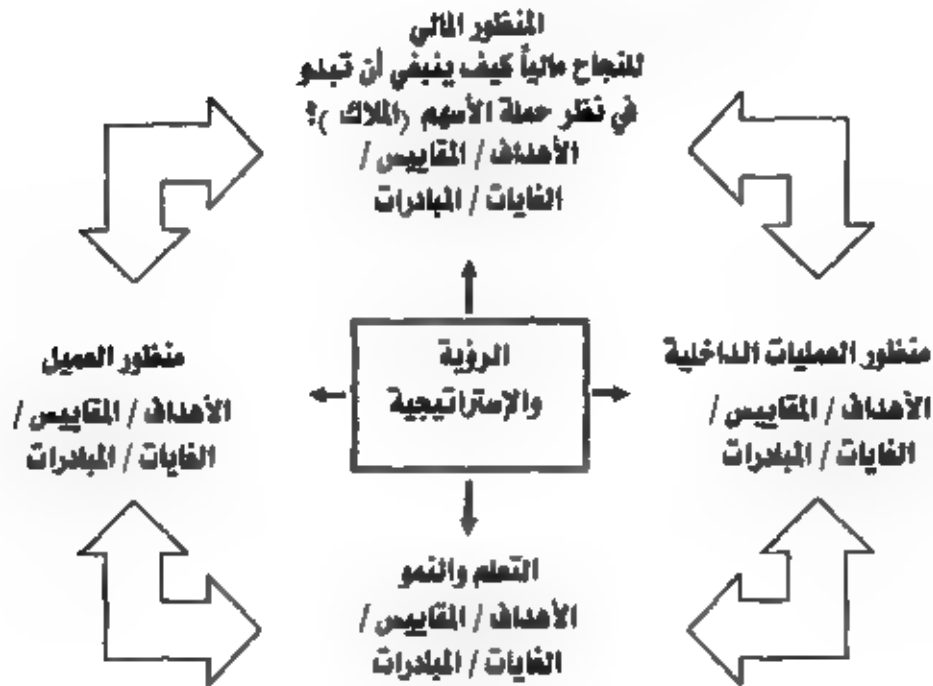 المنظور المالي
للنجاح مالياً كيف ينبغي أن تبدو
في نظر حملة الأسهم (الملاك)؟
الأهداف / المقاييس /
الغايات / المبادرات
منظور العمليات الداخلية
الأهداف / المقاييس /
الغايات / المبادرات
الرؤية
والإستراتيجية
منظور العميل
الأهداف / المقاييس /
الغايات / المبادرات
التعلم والنمو
الأهداف / المقاييس /
الغايات / المبادرات